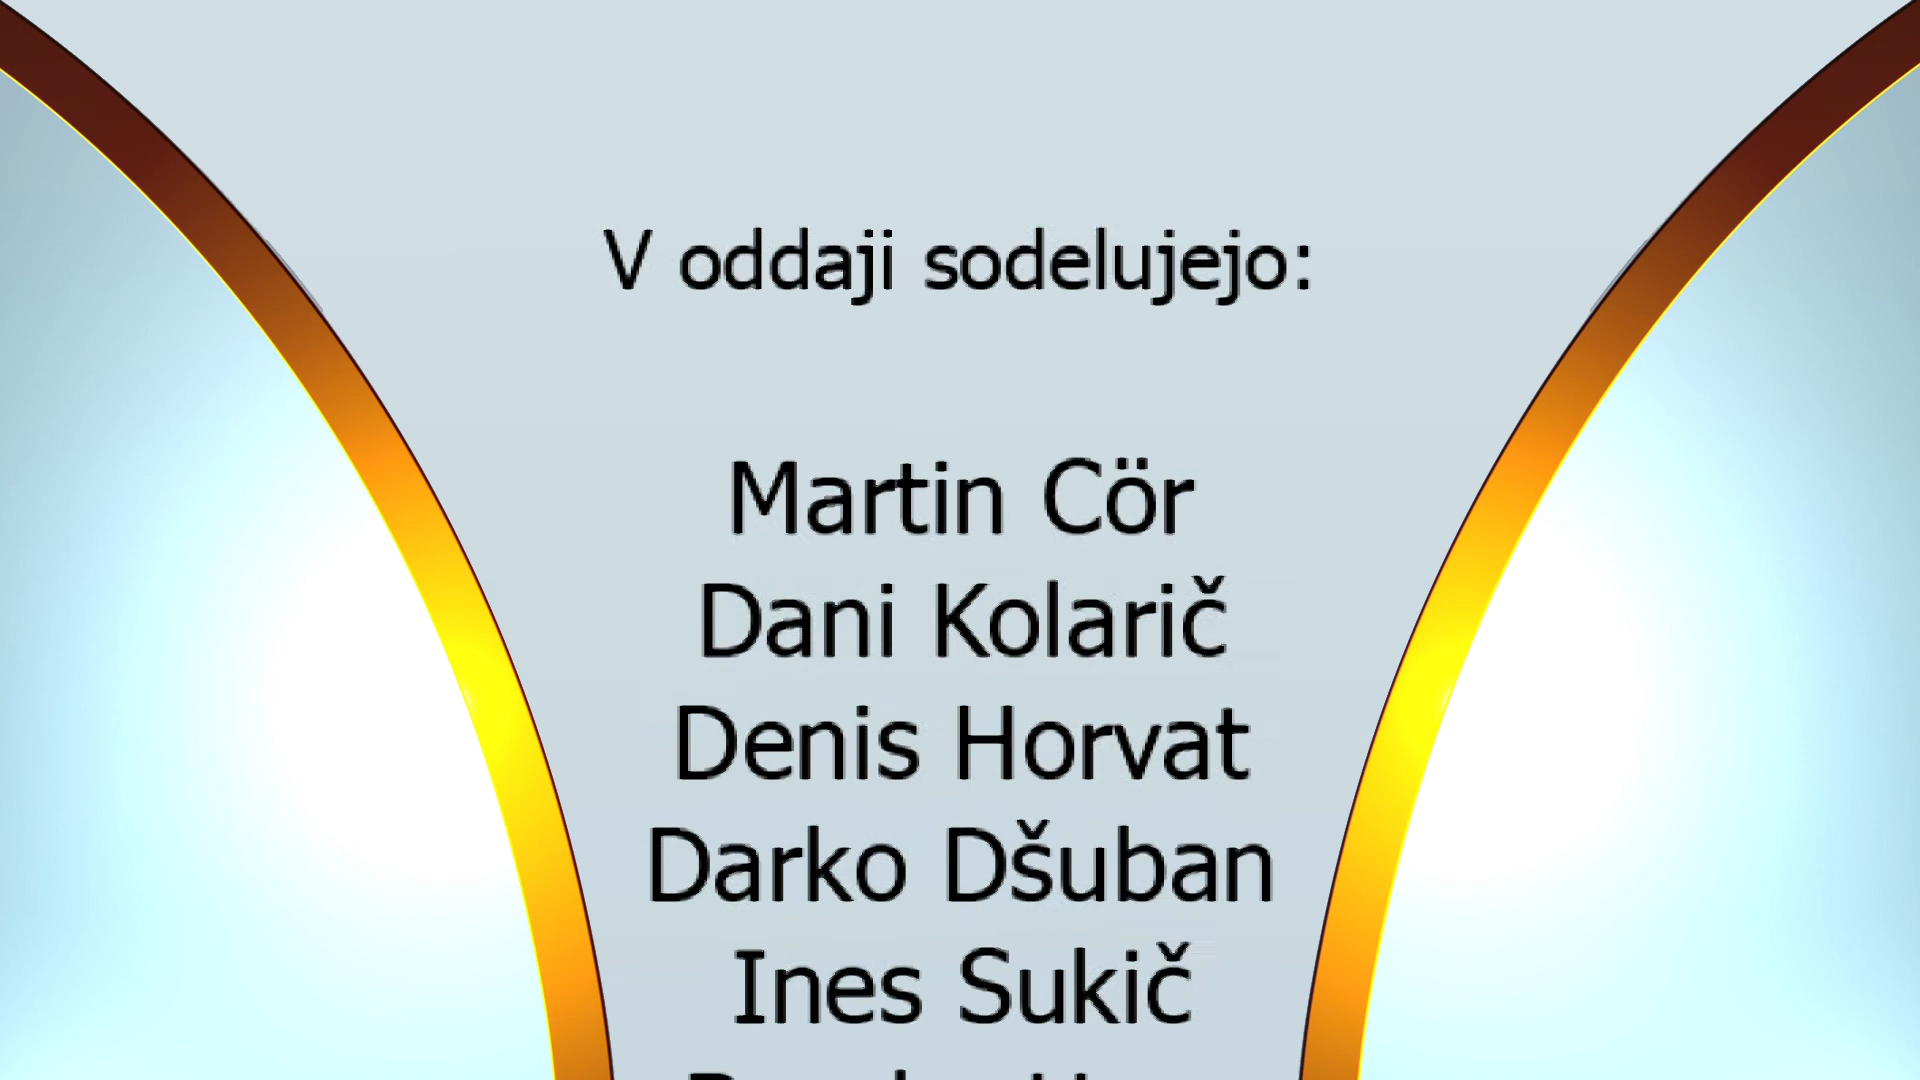 V oddaji sodelujejo:
Martin Cör
Dani Kolarič
Denis Horvat
Darko Dšuban
Ines Sukič